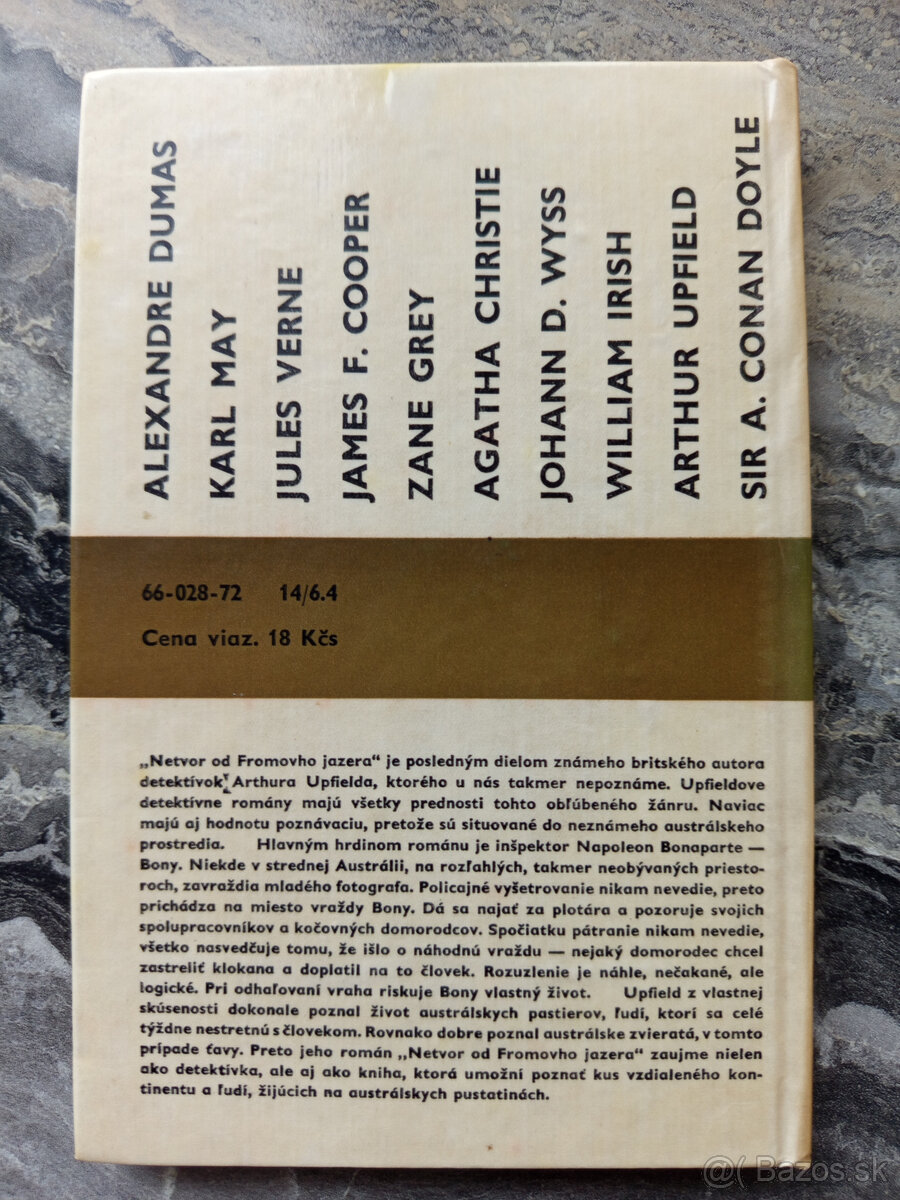 ALEXANDRE DUMAS
KARL MAY
JULES VERNE
JAMES F. COOPER
ZANE GREY
AGATHA CHRISTIE
JOHANN D. WYSS
WILLIAM IRISH
ARTHUR UPFIELD
SIR A. CONAN DOYLE
66-028-72 14/6.4
Cena viaz. 18 Kčs
„Netvor od Fromovho jazera“ je posledným dielom známeho britského autora
detektívok Arthura Upfielda, ktorého u nás takmer nepoznáme. Upfieldove
detektívne romány majú všetky prednosti tohto obľúbeného žánru. Naviac
majú aj hodnotu poznávaciu, pretože sú situované do neznámeho austrálskeho
prostredia. Hlavným hrdinom románu je inšpektor Napoleon Bonaparte —
Bony. Niekde v strednej Austrálii, na rozľahlých, takmer neobývaných priesto-
roch, zavraždia mladého fotografa. Policajné vyšetrovanie nikam nevedie, preto
prichádza na miesto vraždy Bony. Dá sa najať za plotára a pozoruje svojich
spolupracovníkov a kočovných domorodcov. Spočiatku pátranie nikam nevedie,
všetko nasvedčuje tomu, že išlo o náhodnú vraždu — nejaký domorodec chcel
zastreliť klokana a doplatil na to človek. Rozuzlenie je náhle, nečakané, ale
logické. Pri odhaľovaní vraha riskuje Bony vlastný život. Upfield z vlastnej
skúsenosti dokonale poznal život austrálskych pastierov, ľudí, ktorí sa celé
týždne nestretnú s človekom. Rovnako dobre poznal austrálske zvieratá, v tomto
prípade ťavy. Preto jeho román „Netvor od Fromovho jazera“ zaujme nielen
ako detektívka, ale aj ako kniha, ktorá umožní poznať kus vzdialeného kon-
tinentu a ľudí, žijúcich na austrálskych pustatinách.
@( Bazos.sk